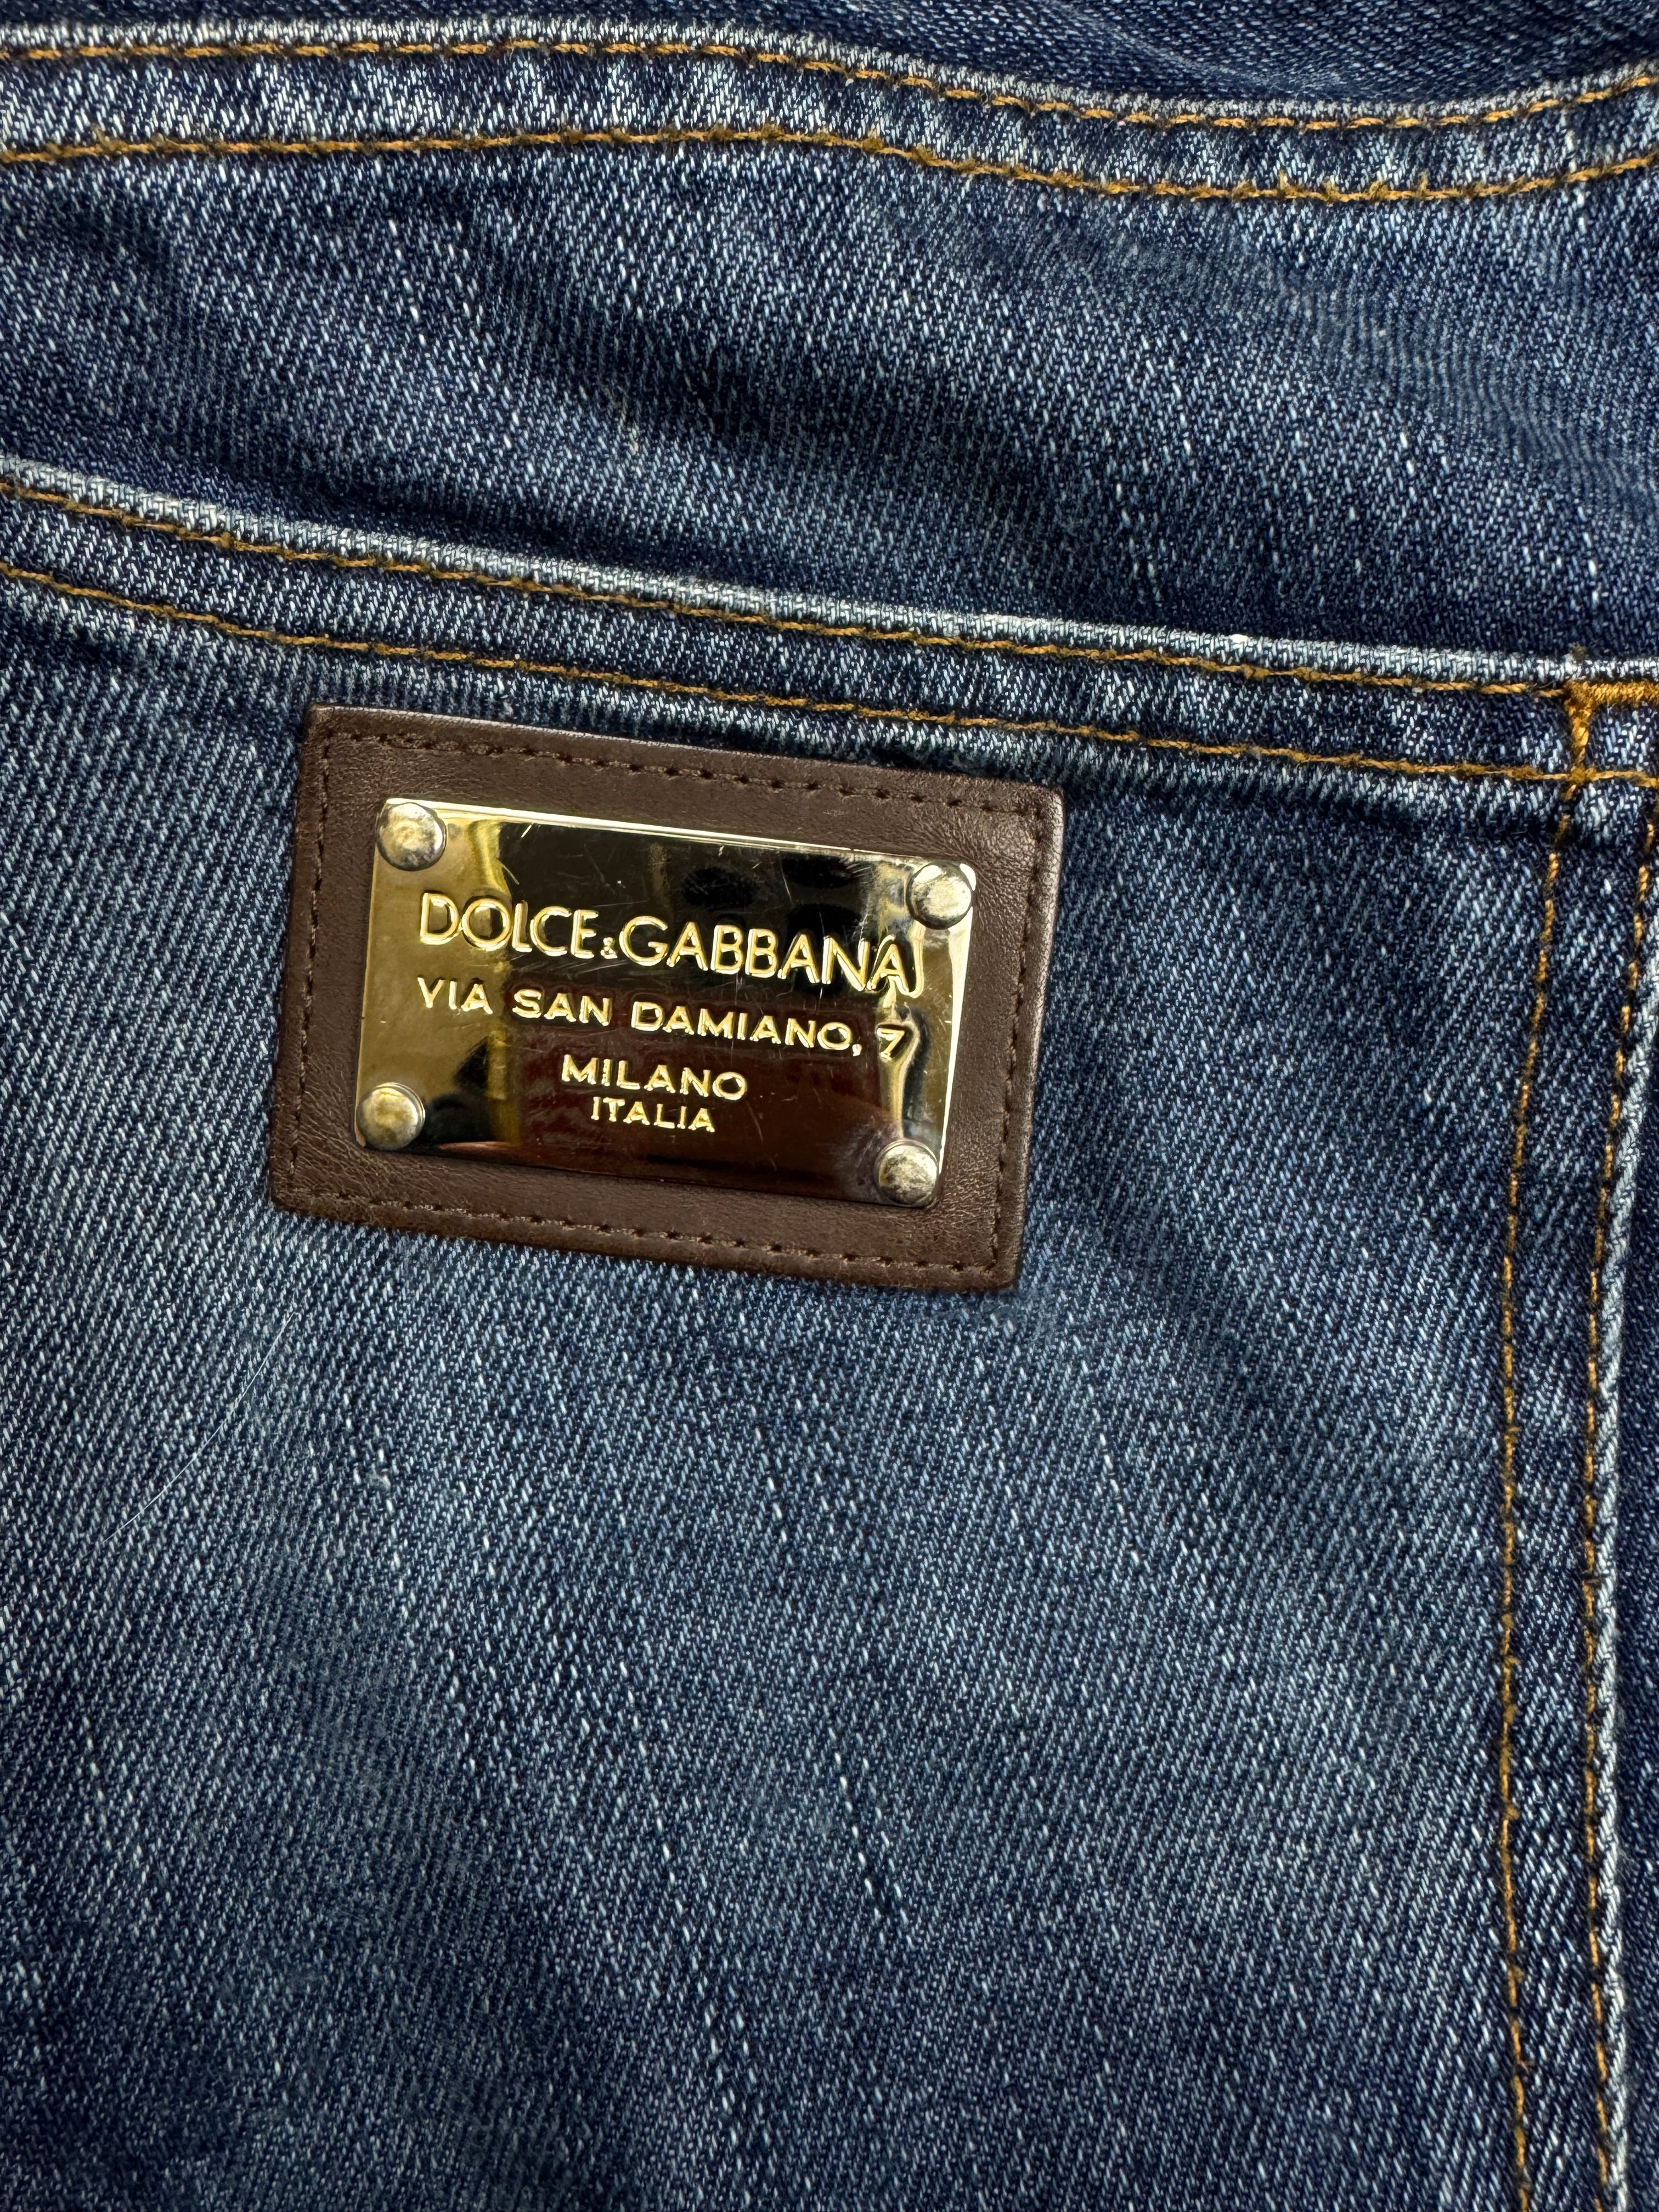 DOLCE&GABBANA
VIA SAN DAMIANO, 7
MILANO
ITALIA